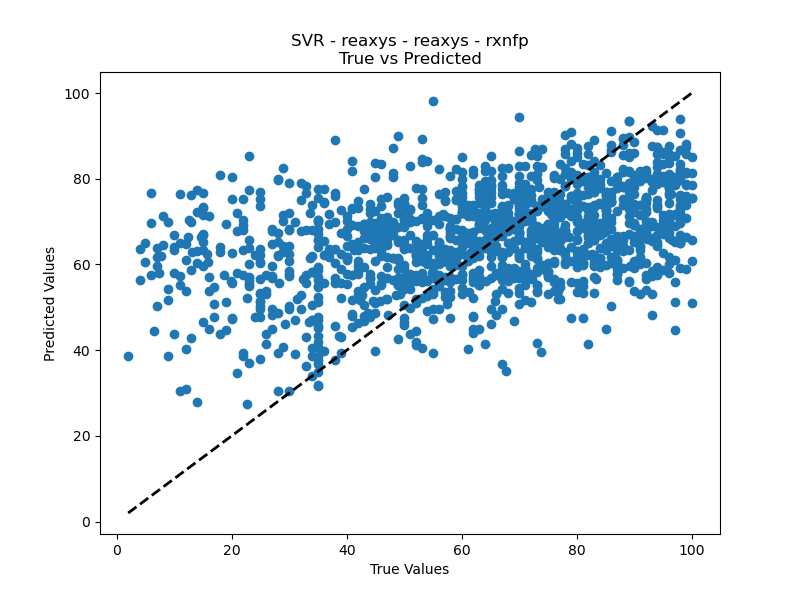 SVR - reaxys - reaxys - rxnfp
True vs Predicted
100
80
60
40
20
0
Predicted Values
0 20 40 60 80 100
True Values